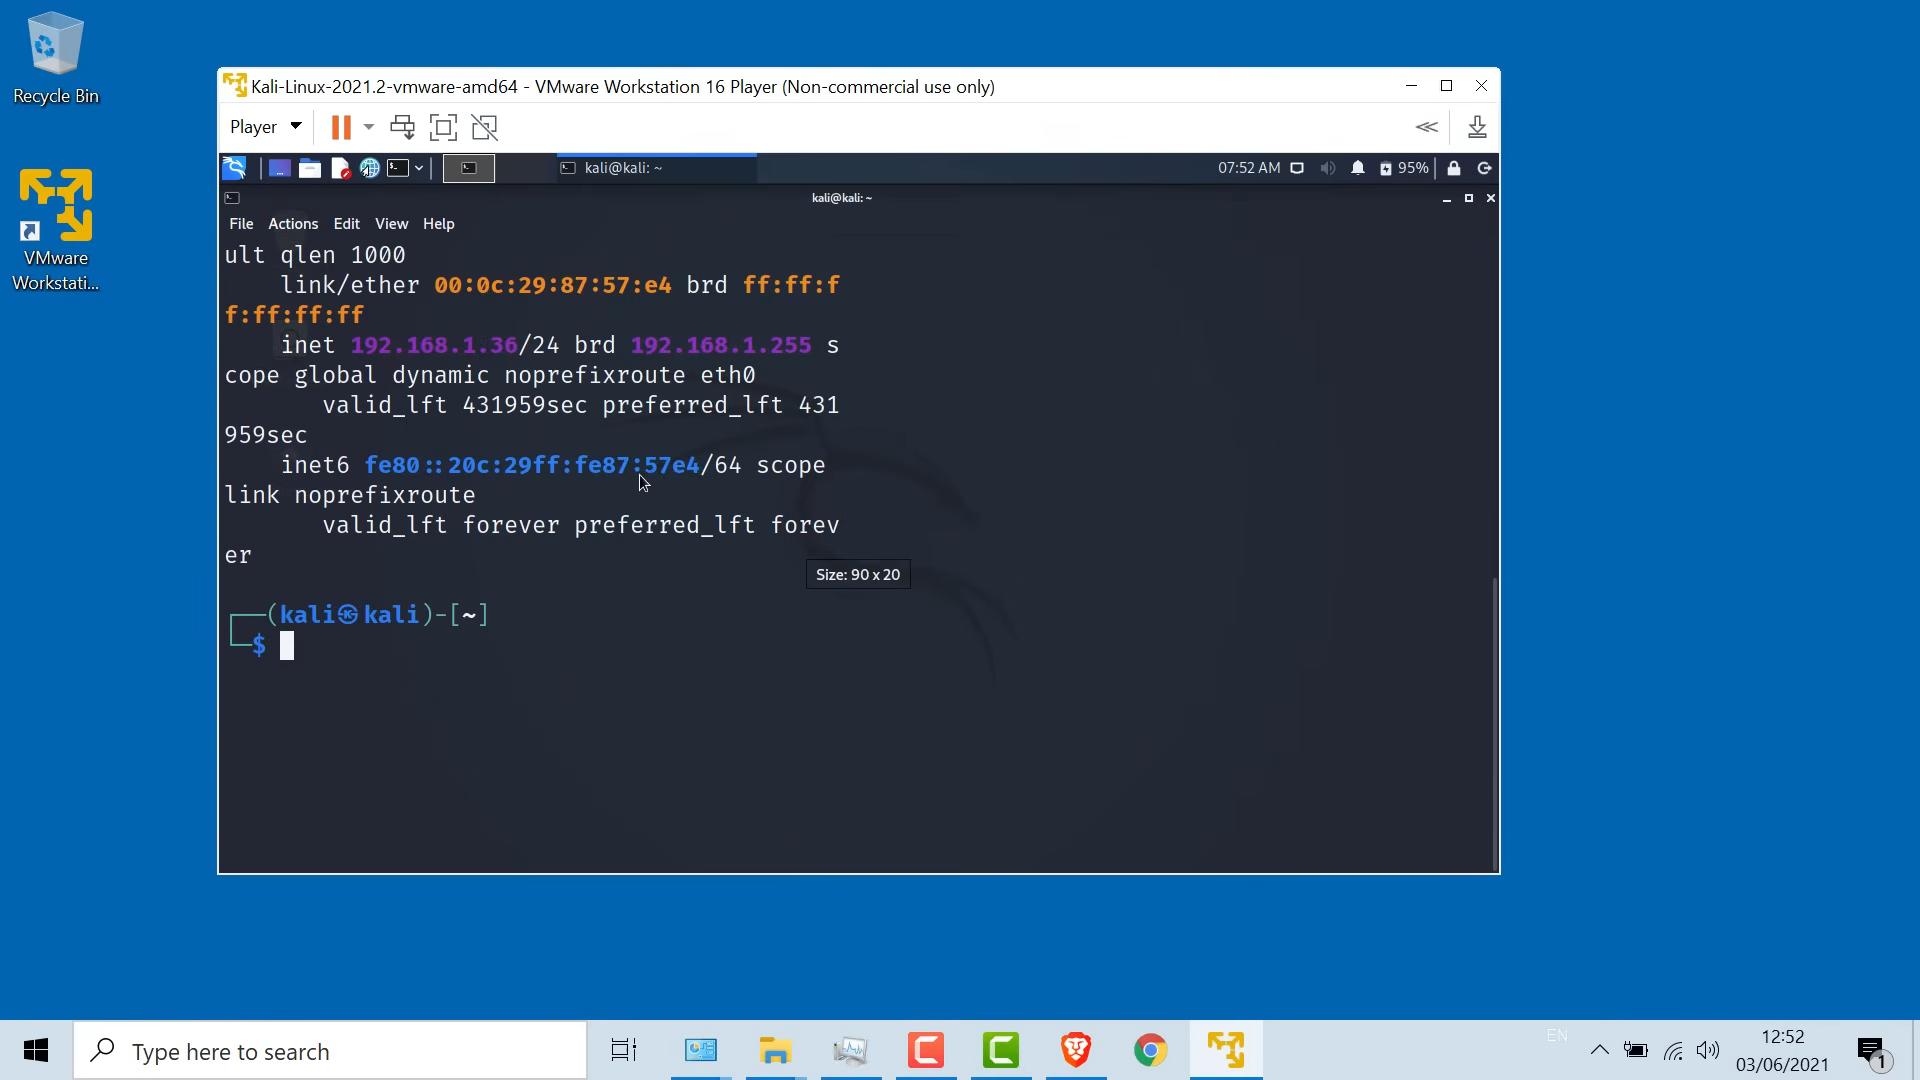 Recycle Bin
VMware
Workstati...
Kali-Linux-2021.2-vmware-amd64 - VMware Workstation 16 Player (Non-commercial use only)
Player
kali@kali: ~
07:52 AM
95%
kali@kali: ~
File Actions Edit View Help
ult qlen 1000
link/ether 00:0c:29:87:57:e4 brd ff:ff:f
f:ff:ff:ff
inet 192.168.1.36/24 brd 192.168.1.255 s
cope global dynamic noprefixroute eth0
valid_lft 431959sec preferred_lft 431
959sec
inet6 fe80::20c:29ff:fe87:57e4/64 scope
link noprefixroute
valid_lft forever preferred_lft forev
er
Size: 90 x 20
┌──(kali㉿kali)-[~]
└─$
Type here to search
EN
12:52
03/06/2021
1